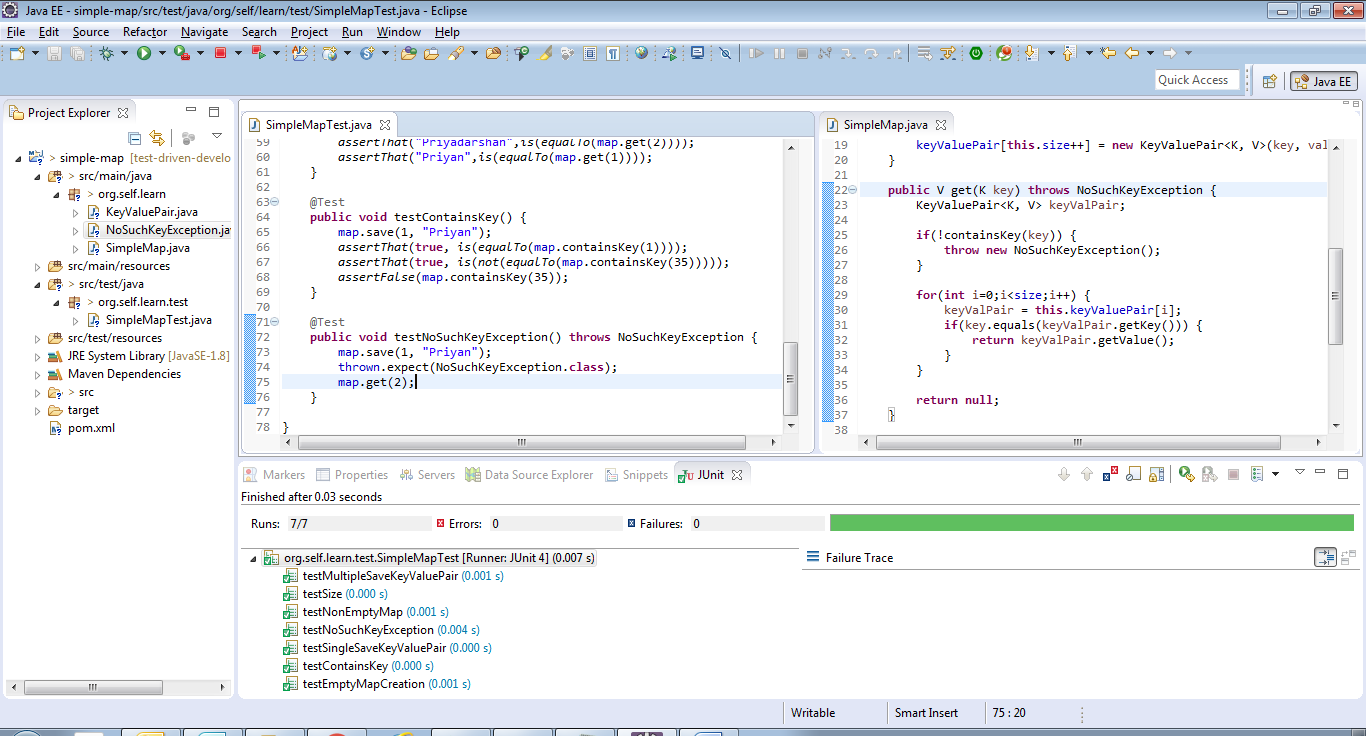 Java EE - simple-map/src/test/java/org/self/learn/test/SimpleMapTest.java - Eclipse
File Edit Source Refactor Navigate Search Project Run Window Help
Quick Access
Java EE
Project Explorer
> simple-map [test-driven-develo
> src/main/java
> org.self.learn
KeyValuePair.java
NoSuchKeyException.jav
SimpleMap.java
src/main/resources
> src/test/java
> org.self.learn.test
SimpleMapTest.java
src/test/resources
JRE System Library [JavaSE-1.8]
Maven Dependencies
> src
target
pom.xml
SimpleMapTest.java
59 assertThat("Priyadarshan",is(equalTo(map.get(2))));
60 assertThat("Priyan",is(equalTo(map.get(1))));
61 }
62
63 @Test
64 public void testContainsKey() {
65 map.save(1, "Priyan");
66 assertThat(true, is(equalTo(map.containsKey(1))));
67 assertThat(true, is(not(equalTo(map.containsKey(35)))));
68 assertFalse(map.containsKey(35));
69 }
70
71 @Test
72 public void testNoSuchKeyException() throws NoSuchKeyException {
73 map.save(1, "Priyan");
74 thrown.expect(NoSuchKeyException.class);
75 map.get(2);
76 }
77
78 }
SimpleMap.java
19 keyValuePair[this.size++] = new KeyValuePair<K, V>(key, val
20 }
21
22 public V get(K key) throws NoSuchKeyException {
23 KeyValuePair<K, V> keyValPair;
24
25 if(!containsKey(key)) {
26 throw new NoSuchKeyException();
27 }
28
29 for(int i=0;i<size;i++) {
30 keyValPair = this.keyValuePair[i];
31 if(key.equals(keyValPair.getKey())) {
32 return keyValPair.getValue();
33 }
34 }
35
36 return null;
37 }
38
Markers Properties Servers Data Source Explorer Snippets JUnit
Finished after 0.03 seconds
Runs: 7/7 Errors: 0 Failures: 0
org.self.learn.test.SimpleMapTest [Runner: JUnit 4] (0.007 s)
testMultipleSaveKeyValuePair (0.001 s)
testSize (0.000 s)
testNonEmptyMap (0.001 s)
testNoSuchKeyException (0.004 s)
testSingleSaveKeyValuePair (0.000 s)
testContainsKey (0.000 s)
testEmptyMapCreation (0.001 s)
Failure Trace
Writable Smart Insert 75 : 20